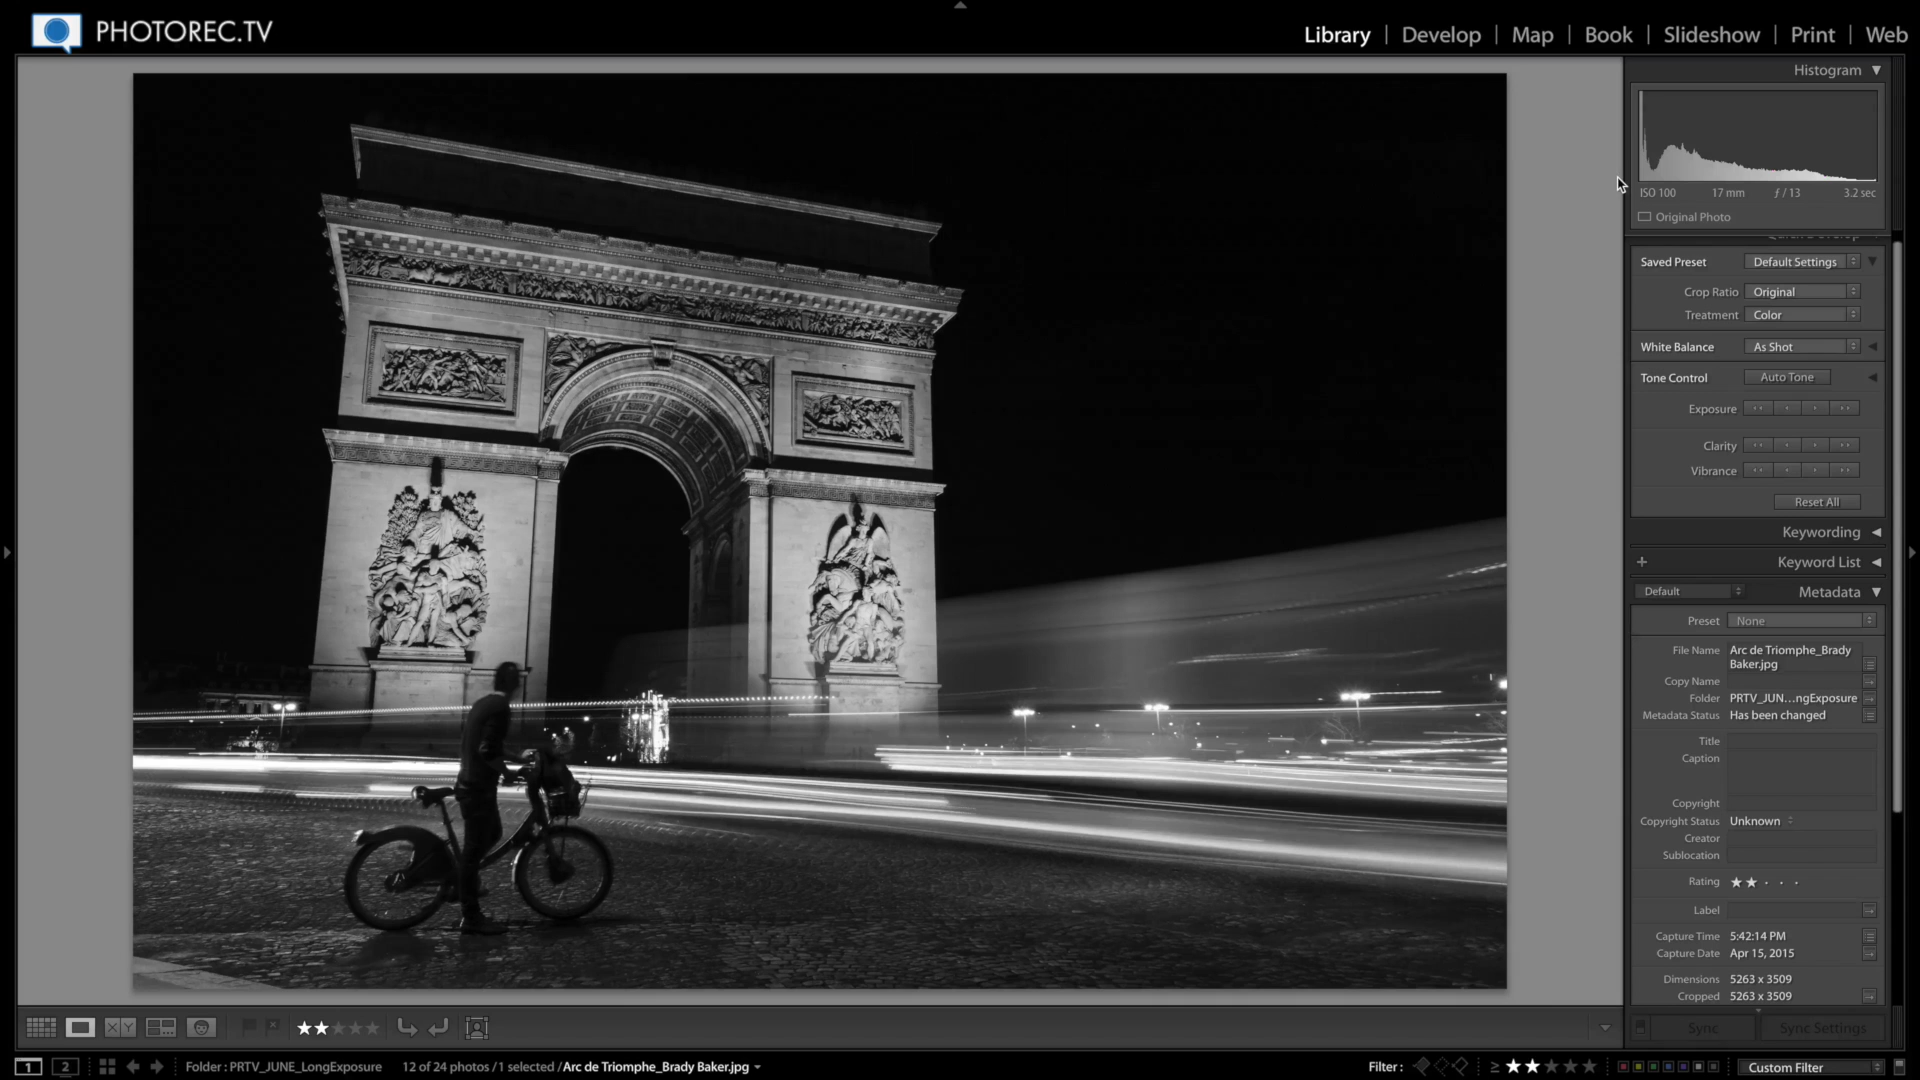 PHOTOREC.TV
Library | Develop | Map | Book | Slideshow | Print | Web
Histogram
ISO 100 17 mm ƒ / 13 3.2 sec
Original Photo
Saved Preset Default Settings
Crop Ratio Original
Treatment Color
White Balance As Shot
Tone Control Auto Tone
Exposure
Clarity
Vibrance
Reset All
Keywording
+ Keyword List
Default Metadata
Preset None
File Name Arc de Triomphe_Brady
Baker.jpg
Copy Name
Folder PRTV_JUN...ngExposure
Metadata Status Has been changed
Title
Caption
Copyright
Copyright Status Unknown
Creator
Sublocation
Rating ★ ★ · · ·
Label
Capture Time 5:42:14 PM
Capture Date Apr 15, 2015
Dimensions 5263 x 3509
Cropped 5263 x 3509
X Y
Sync Sync Settings
1 2 Folder : PRTV_JUNE_LongExposure 12 of 24 photos / 1 selected / Arc de Triomphe_Brady Baker.jpg Filter : ≥ ★★★★★ Custom Filter